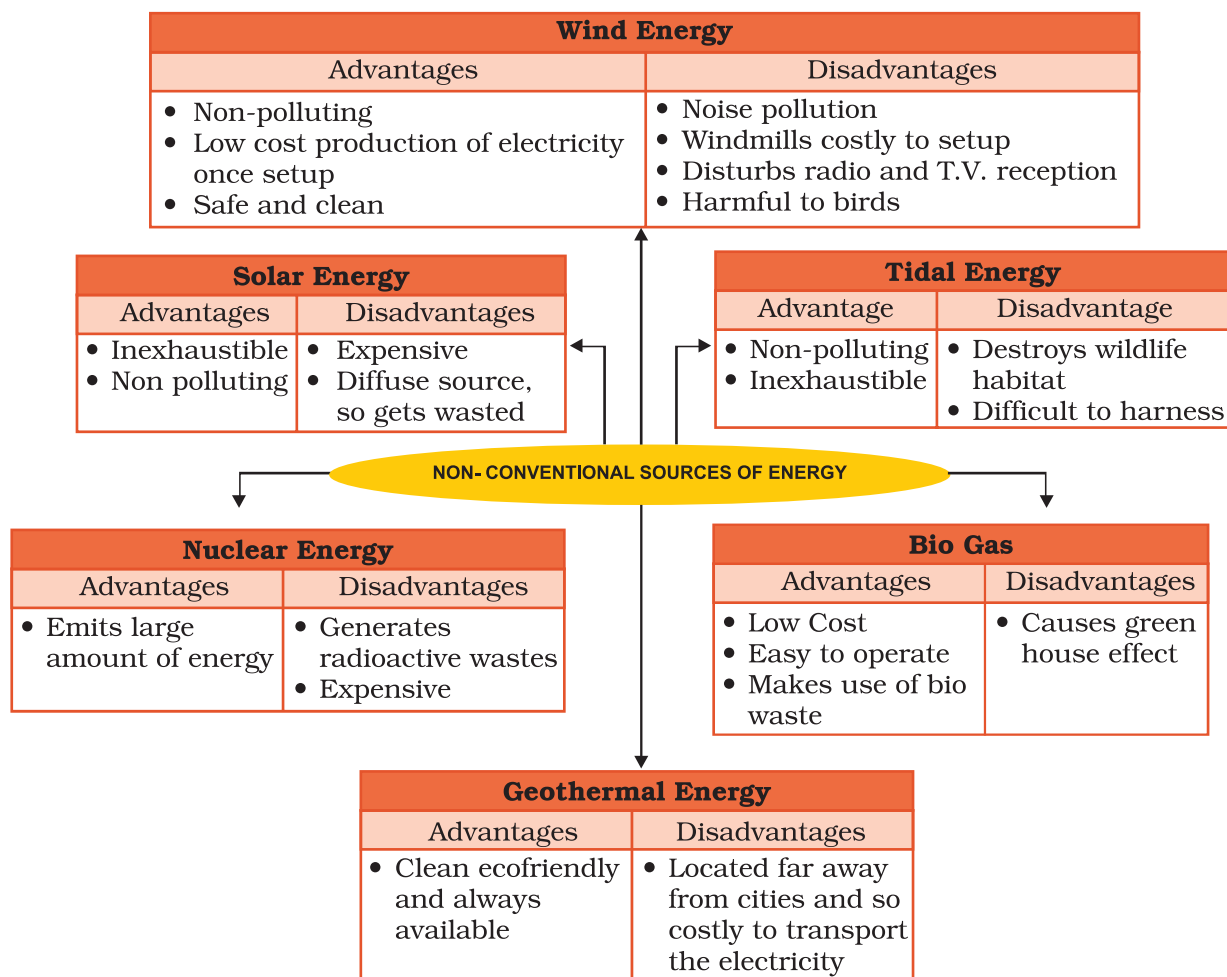 Wind Energy
Advantages
Disadvantages
• Non-polluting
• Low cost production of electricity
once setup
• Safe and clean
• Noise pollution
• Windmills costly to setup
• Disturbs radio and T.V. reception
• Harmful to birds
Solar Energy
Advantages
Disadvantages
• Inexhaustible
• Non polluting
• Expensive
• Diffuse source,
so gets wasted
Tidal Energy
Advantage
Disadvantage
• Non-polluting
• Inexhaustible
• Destroys wildlife
habitat
• Difficult to harness
NON- CONVENTIONAL SOURCES OF ENERGY
Nuclear Energy
Advantages
Disadvantages
• Emits large
amount of energy
• Generates
radioactive wastes
• Expensive
Bio Gas
Advantages
Disadvantages
• Low Cost
• Easy to operate
• Makes use of bio
waste
• Causes green
house effect
Geothermal Energy
Advantages
Disadvantages
• Clean ecofriendly
and always
available
• Located far away
from cities and so
costly to transport
the electricity